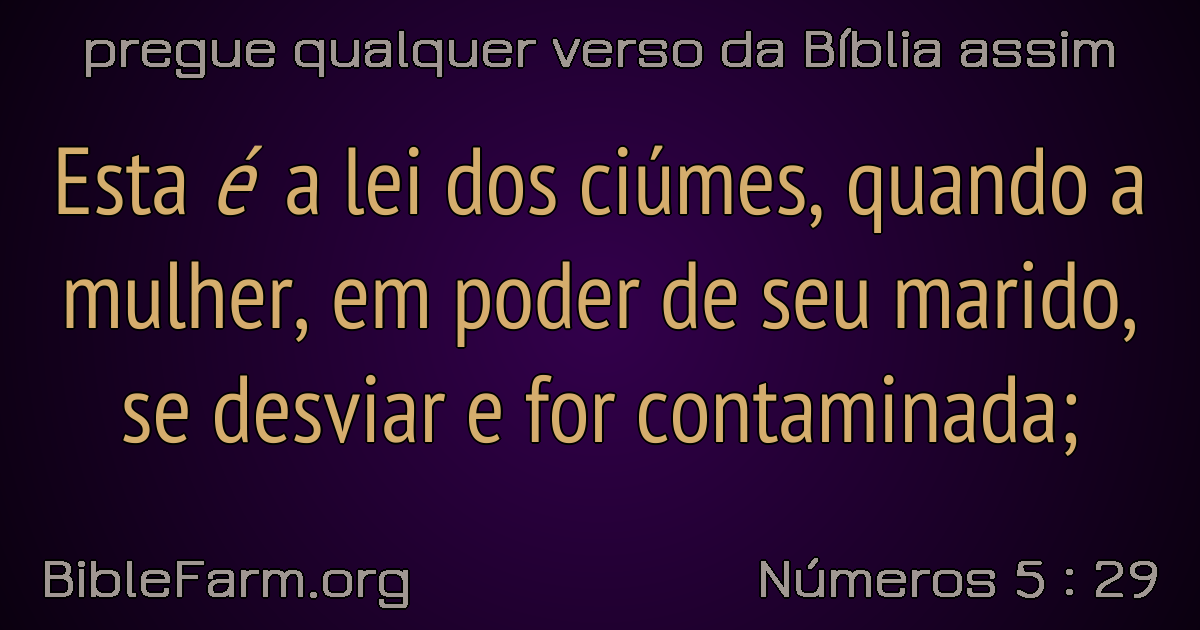 pregue qualquer verso da Bíblia assim
Esta é a lei dos ciúmes, quando a
mulher, em poder de seu marido,
se desviar e for contaminada;
BibleFarm.org
Números 5 : 29